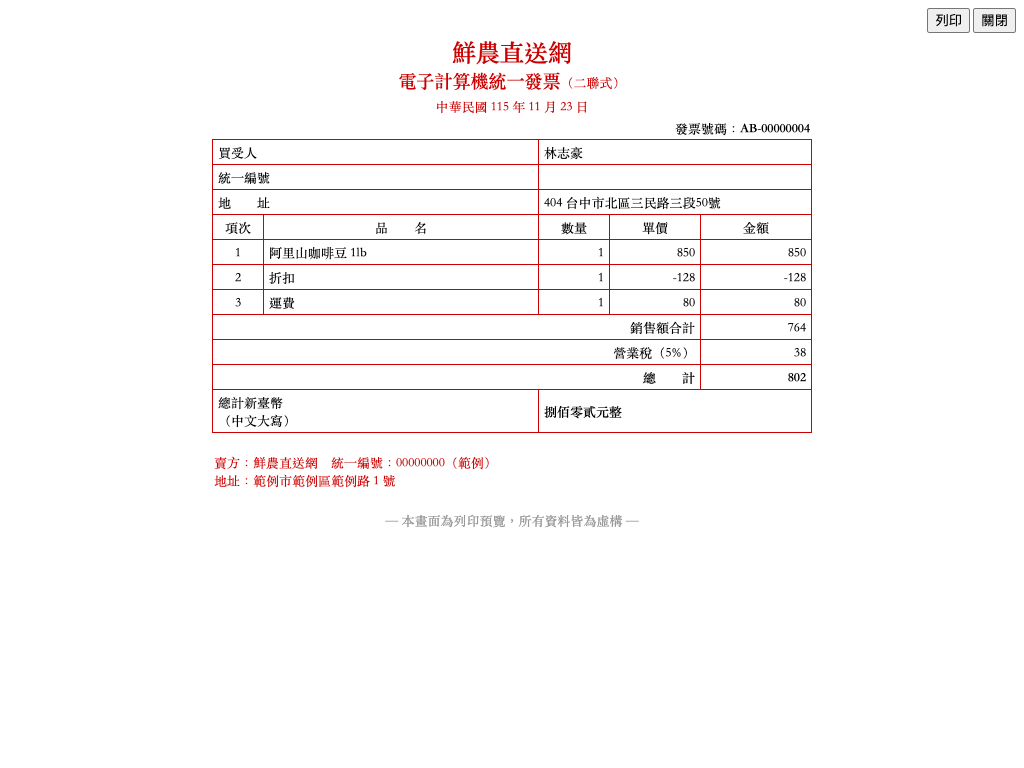 列印 關閉
鮮農直送網
電子計算機統一發票（二聯式）
中華民國 115 年 11 月 23 日
發票號碼：AB-00000004
買受人 林志豪
統一編號
地　　址 404 台中市北區三民路三段50號
項次 品　　名 數量 單價 金額
1 阿里山咖啡豆 1lb 1 850 850
2 折扣 1 -128 -128
3 運費 1 80 80
銷售額合計 764
營業稅（5%） 38
總　　計 802
總計新臺幣
（中文大寫） 捌佰零貳元整
賣方：鮮農直送網　統一編號：00000000（範例）
地址：範例市範例區範例路 1 號
— 本畫面為列印預覽，所有資料皆為虛構 —